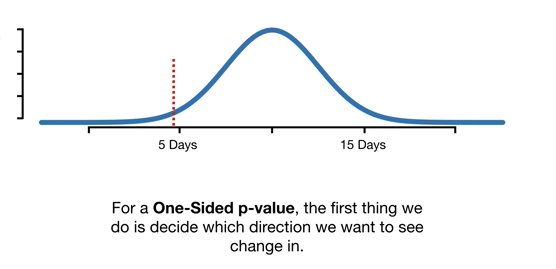 5 Days
15 Days
For a One-Sided p-value, the first thing we
do is decide which direction we want to see
change in.